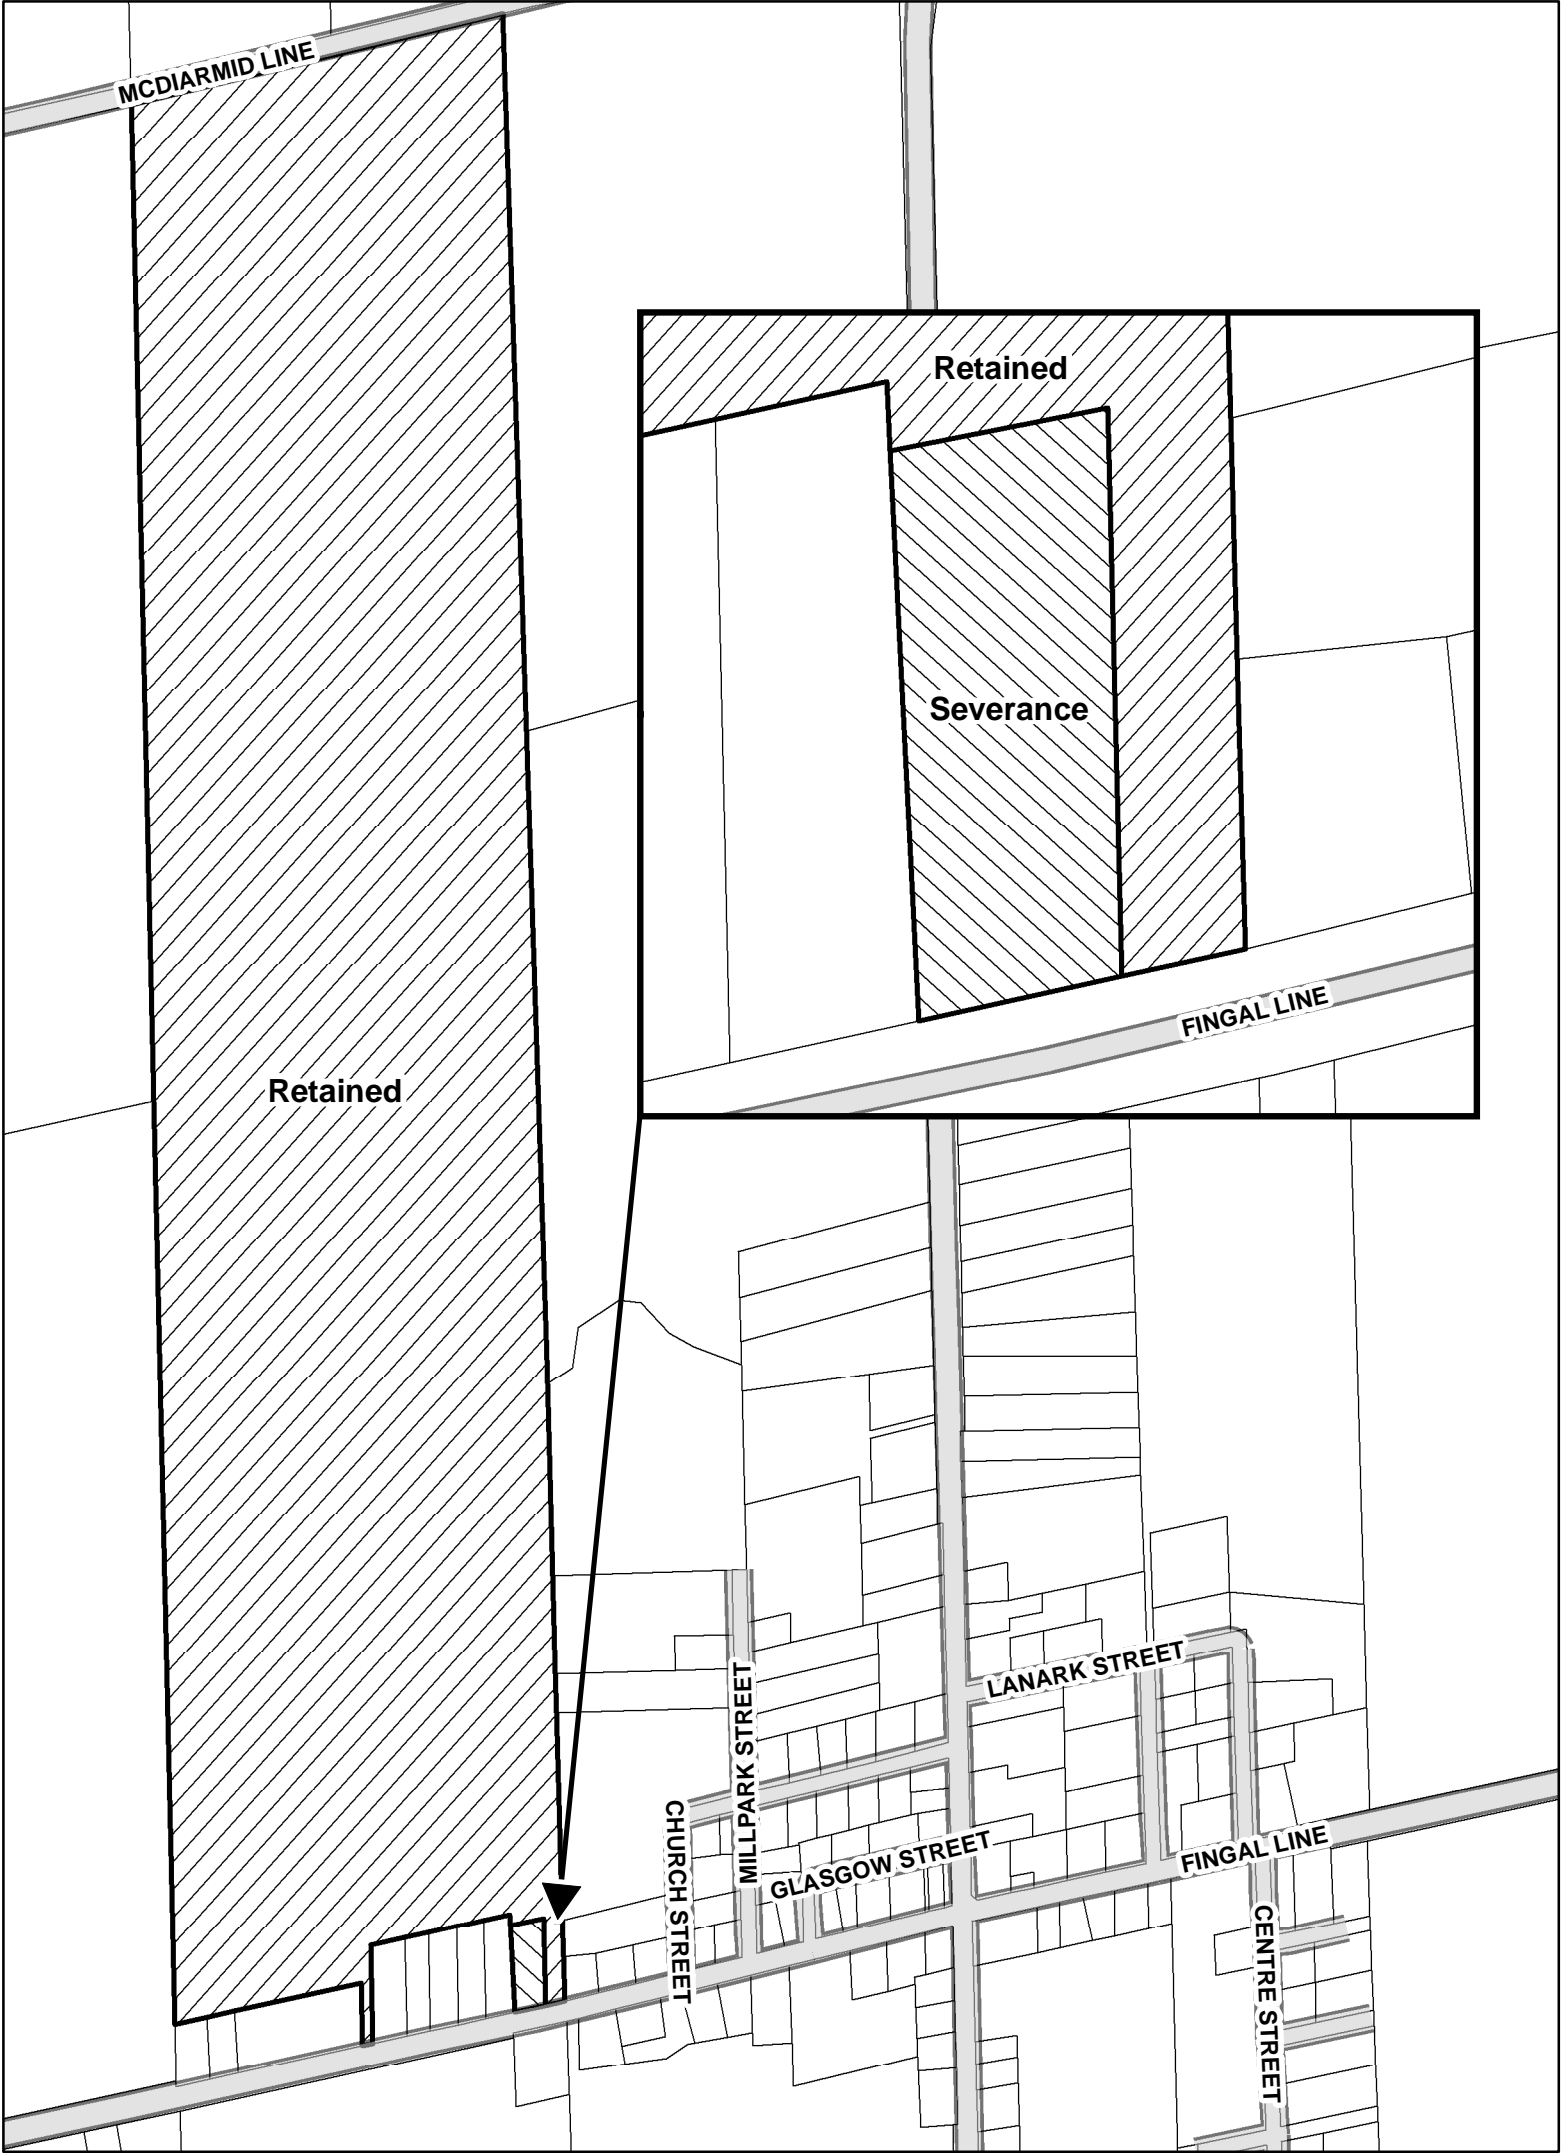 MCDIARMID LINE
Retained
Severance
FINGAL LINE
Retained
LANARK STREET
MILLPARK STREET
CHURCH STREET
GLASGOW STREET
FINGAL LINE
CENTRE STREET